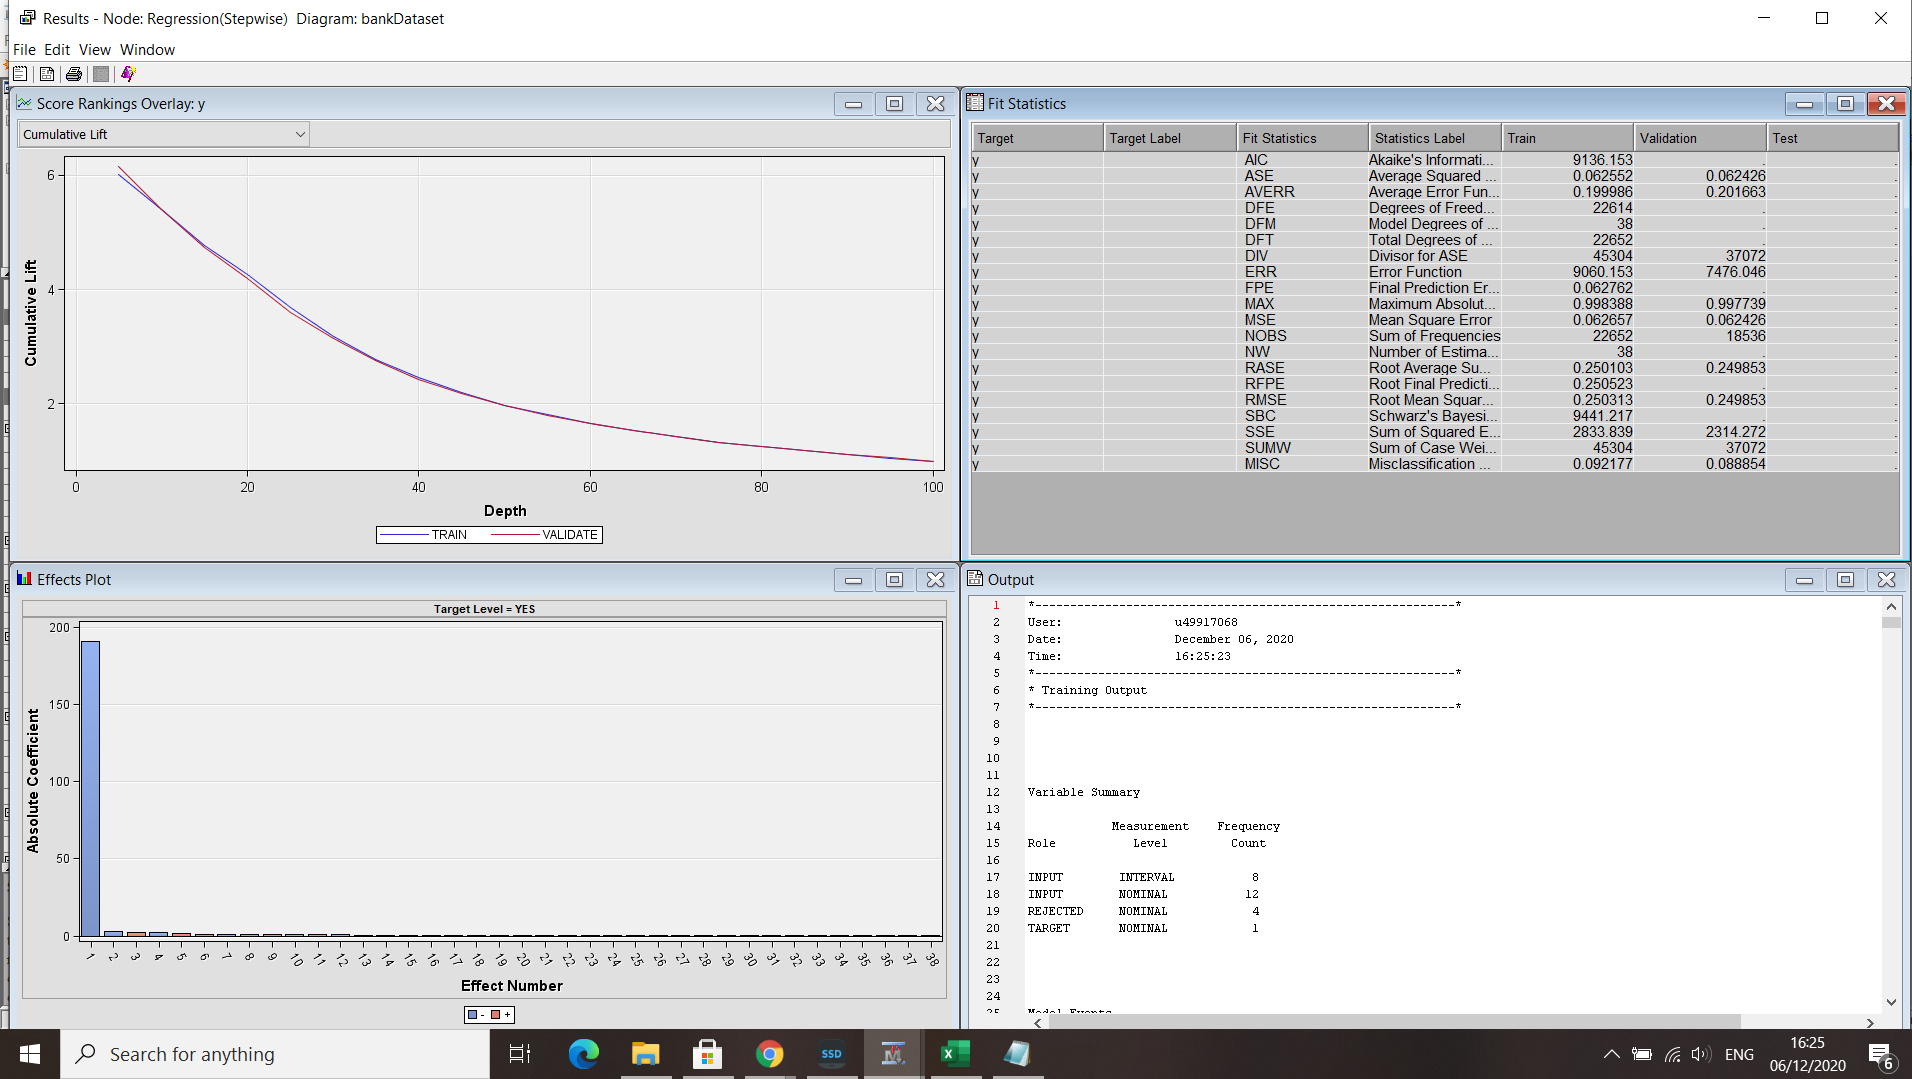 Results - Node: Regression(Stepwise)  Diagram: bankDataset
File Edit View Window
Score Rankings Overlay: y
Cumulative Lift
6
4
2
Cumulative Lift
0 20 40 60 80 100
Depth
TRAIN VALIDATE
Fit Statistics
Target Target Label Fit Statistics Statistics Label Train Validation Test
y AIC Akaike's Informati... 9136.153 . .
y ASE Average Squared ... 0.062552 0.062426 .
y AVERR Average Error Fun... 0.199986 0.201663 .
y DFE Degrees of Freed... 22614 . .
y DFM Model Degrees of ... 38 . .
y DFT Total Degrees of ... 22652 . .
y DIV Divisor for ASE 45304 37072 .
y ERR Error Function 9060.153 7476.046 .
y FPE Final Prediction Er... 0.062762 . .
y MAX Maximum Absolut... 0.998388 0.997739 .
y MSE Mean Square Error 0.062657 0.062426 .
y NOBS Sum of Frequencies 22652 18536 .
y NW Number of Estima... 38 . .
y RASE Root Average Su... 0.250103 0.249853 .
y RFPE Root Final Predicti... 0.250523 . .
y RMSE Root Mean Squar... 0.250313 0.249853 .
y SBC Schwarz's Bayesi... 9441.217 . .
y SSE Sum of Squared E... 2833.839 2314.272 .
y SUMW Sum of Case Wei... 45304 37072 .
y MISC Misclassification ... 0.092177 0.088854 .
Effects Plot
Target Level = YES
200
150
100
50
0
Absolute Coefficient
1 2 3 4 5 6 7 8 9 10 11 12 13 14 15 16 17 18 19 20 21 22 23 24 25 26 27 28 29 30 31 32 33 34 35 36 37 38
Effect Number
- +
Output
1 *------------------------------------------------------------*
2 User: u49917068
3 Date: December 06, 2020
4 Time: 16:25:23
5 *------------------------------------------------------------*
6 * Training Output
7 *------------------------------------------------------------*
8
9
10
11
12 Variable Summary
13
14 Measurement Frequency
15 Role Level Count
16
17 INPUT INTERVAL 8
18 INPUT NOMINAL 12
19 REJECTED NOMINAL 4
20 TARGET NOMINAL 1
21
22
23
24
25 Model Events
Search for anything
SSD
ENG
16:25
06/12/2020
6